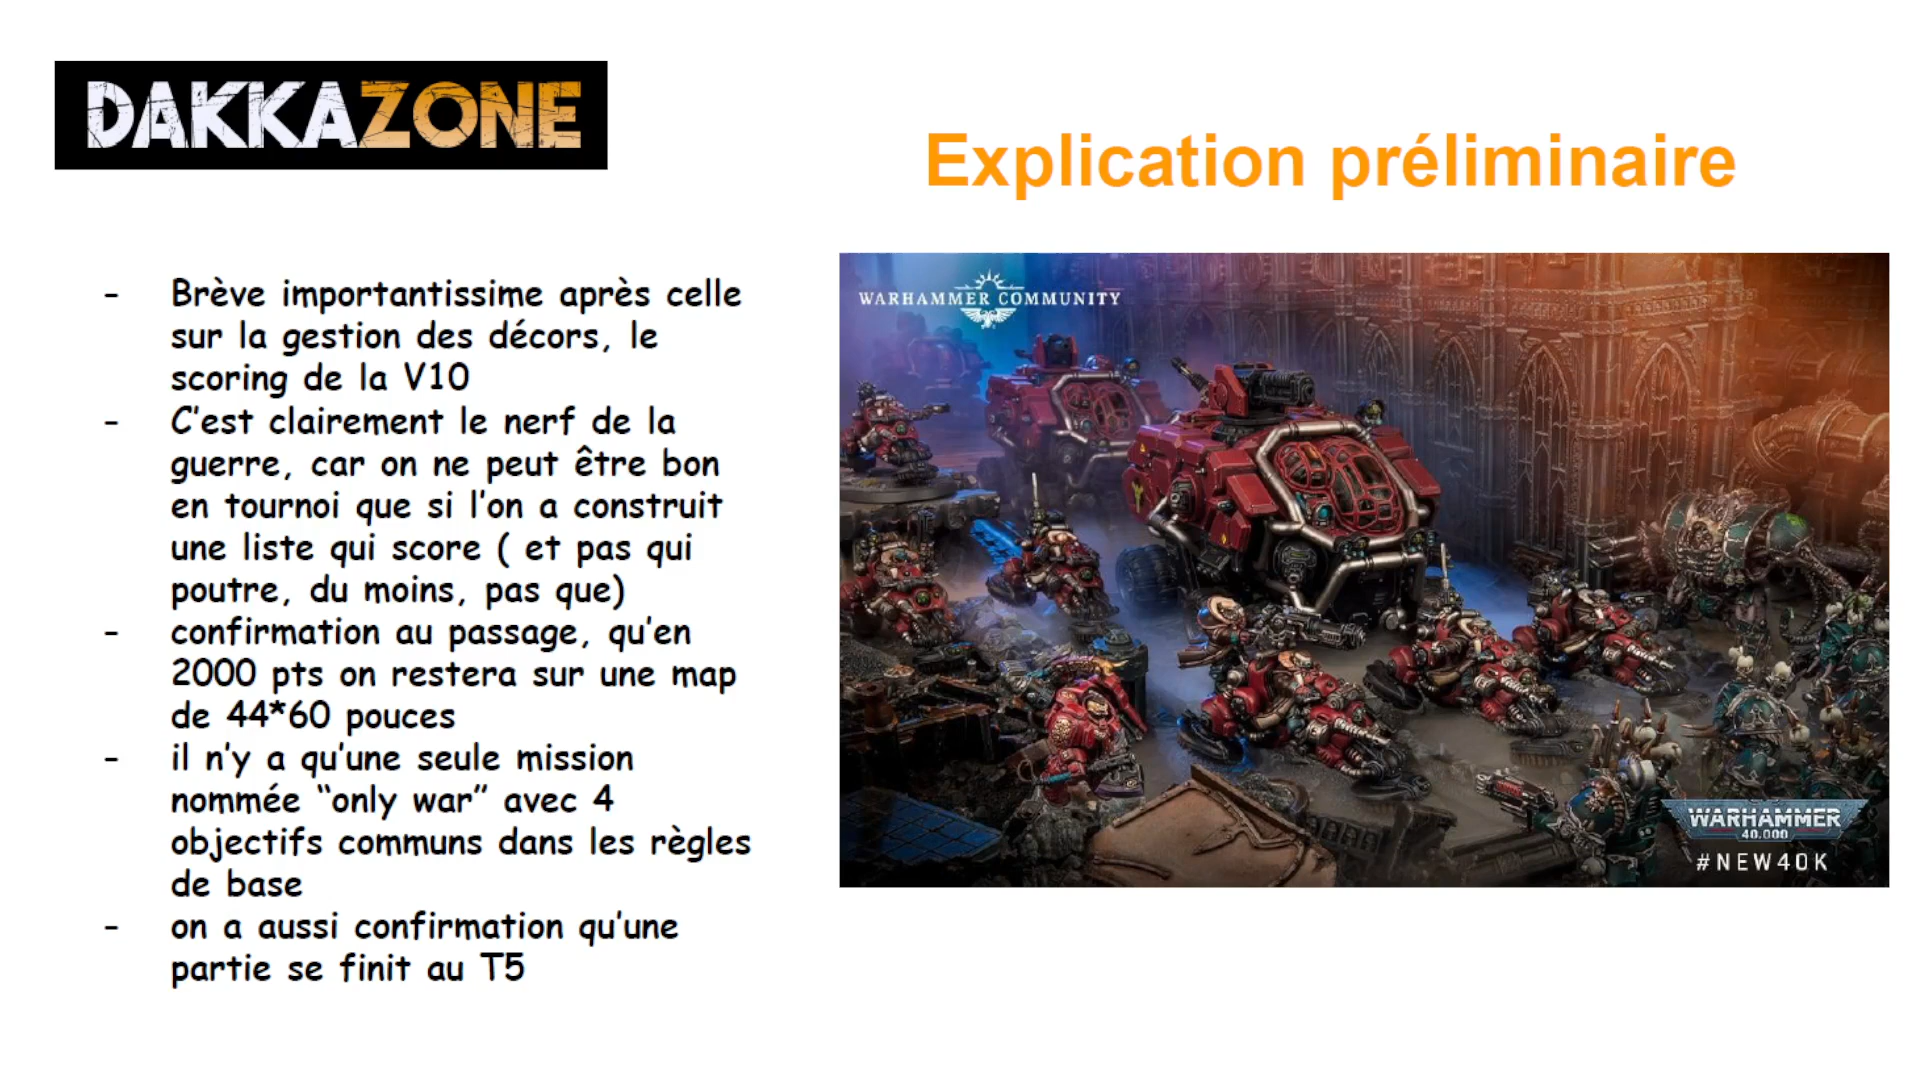 DAKKAZONE
Explication préliminaire
- Brève importantissime après celle
sur la gestion des décors, le
scoring de la V10
- C'est clairement le nerf de la
guerre, car on ne peut être bon
en tournoi que si l'on a construit
une liste qui score ( et pas qui
poutre, du moins, pas que)
- confirmation au passage, qu'en
2000 pts on restera sur une map
de 44*60 pouces
- il n'y a qu'une seule mission
nommée “only war” avec 4
objectifs communs dans les règles
de base
- on a aussi confirmation qu'une
partie se finit au T5
WARHAMMER COMMUNITY
WARHAMMER
40,000
#NEW40K